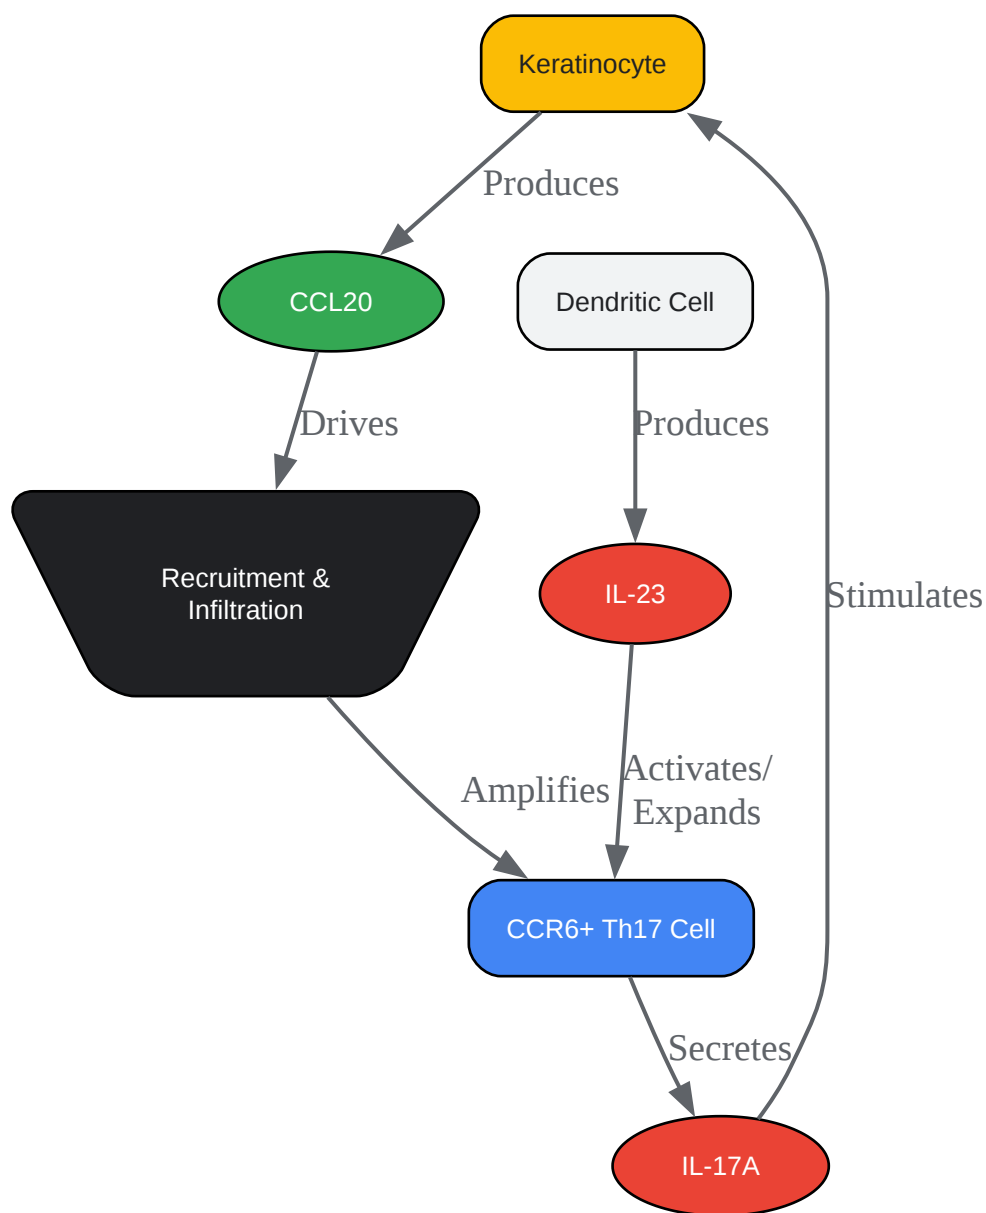 Keratinocyte
Produces
CCL20
Dendritic Cell
Drives
Produces
Recruitment &
Infiltration
IL-23
Stimulates
Amplifies
Activates/
Expands
CCR6+ Th17 Cell
Secretes
IL-17A